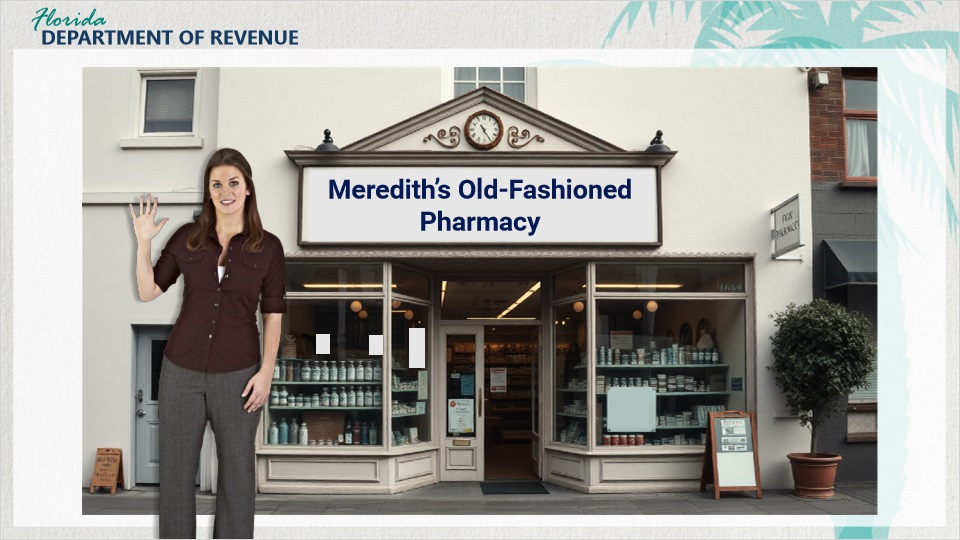 Florida
DEPARTMENT OF REVENUE
Meredith's Old-Fashioned
Pharmacy